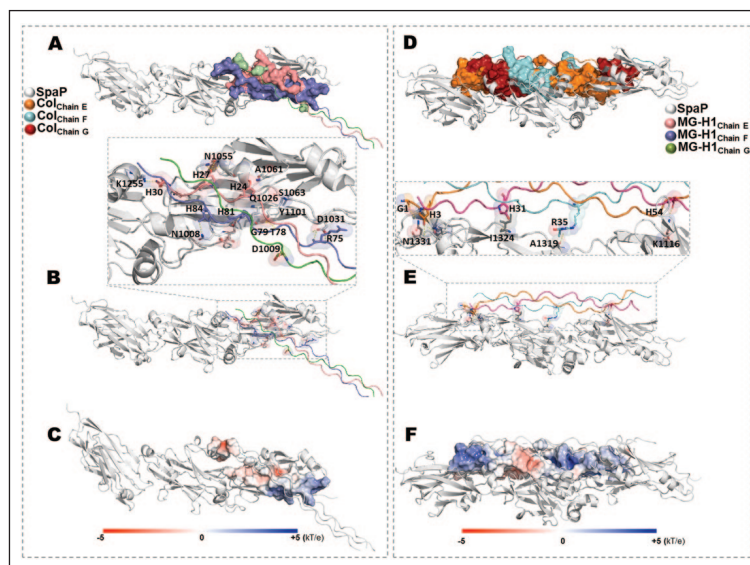 A
SpaP
Col Chain E
Col Chain F
Col Chain G
N1055
H27
A1061
K1255
H30
H24
Q1026
S1063
H84
H81
Y1101
D1031
N1008
G79 T78
R75
D1009
B
C
-5
0
+5 (kT/e)
D
SpaP
MG-H1 Chain E
MG-H1 Chain F
MG-H1 Chain G
G1
H3
H31
R35
H54
N1331
I1324
A1319
K1116
E
F
-5
0
+5 (kT/e)